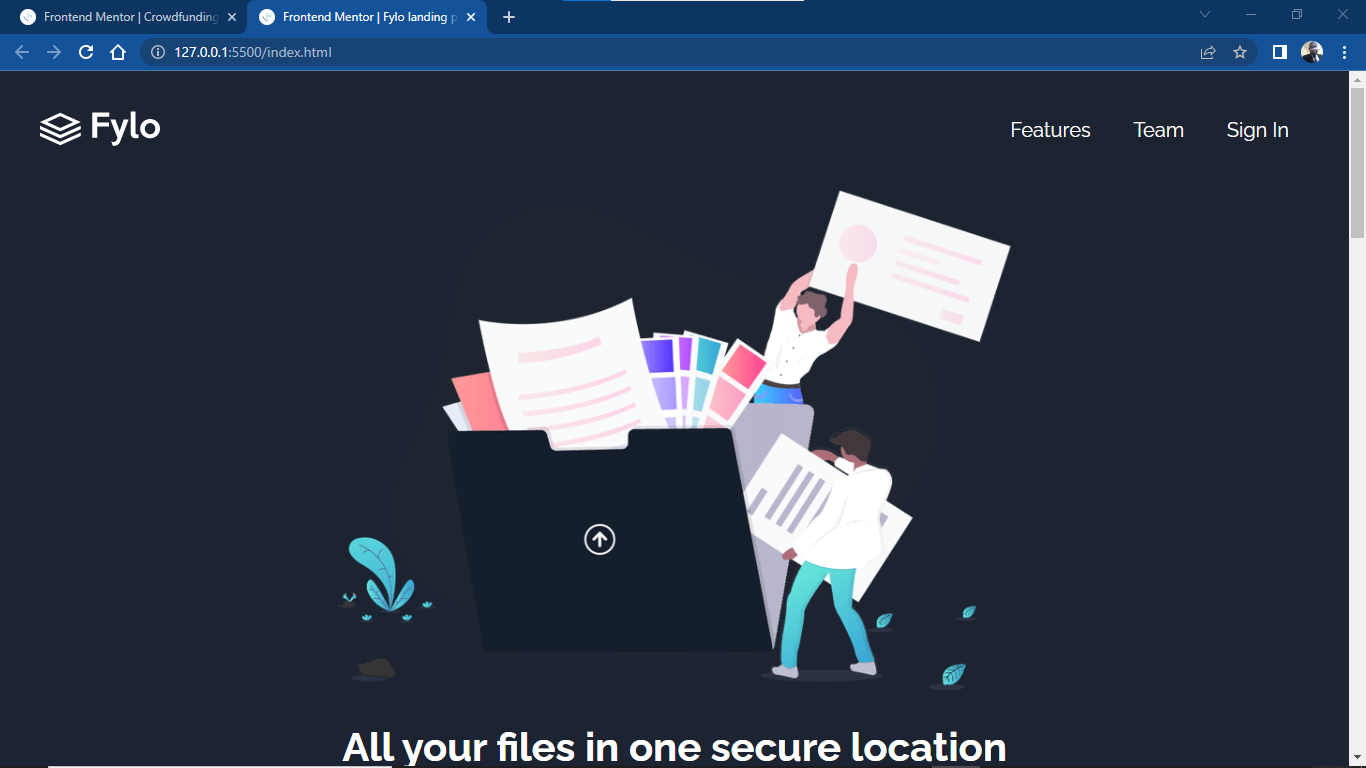 Frontend Mentor | Crowdfunding
Frontend Mentor | Fylo landing p
127.0.0.1:5500/index.html
Fylo
Features Team Sign In
All your files in one secure location